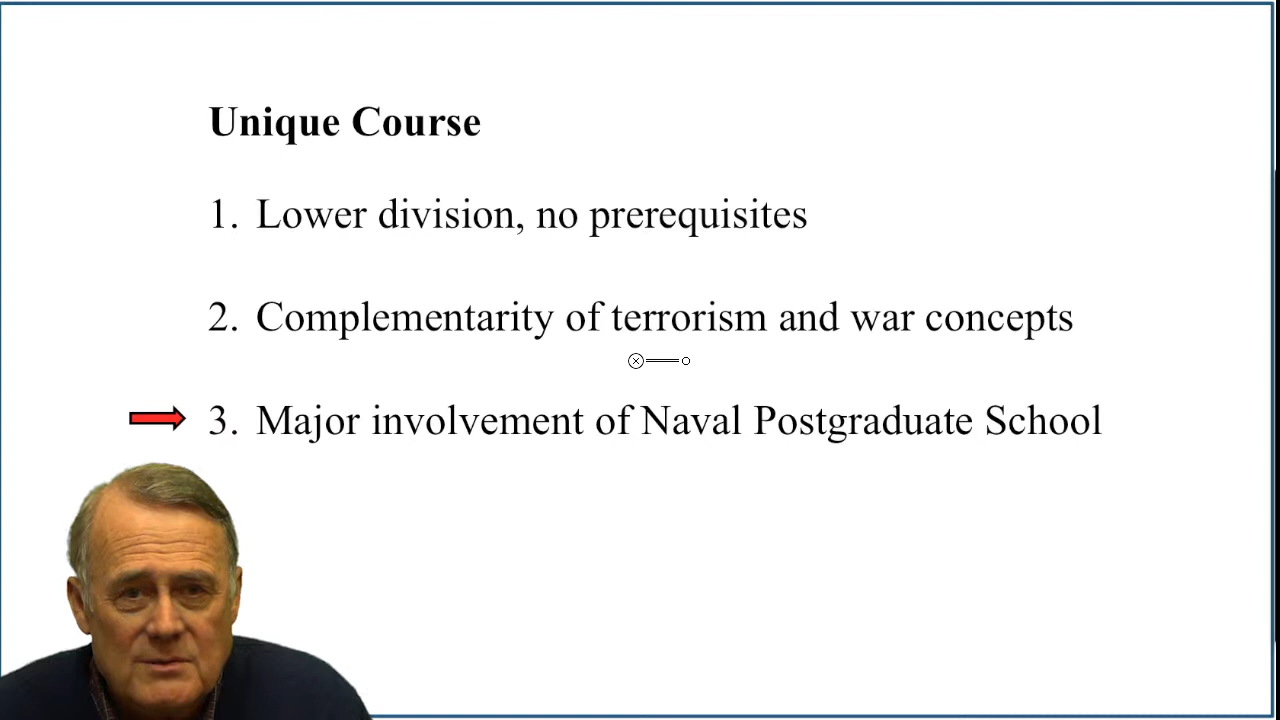 Unique Course
1. Lower division, no prerequisites
2. Complementarity of terrorism and war concepts
3. Major involvement of Naval Postgraduate School